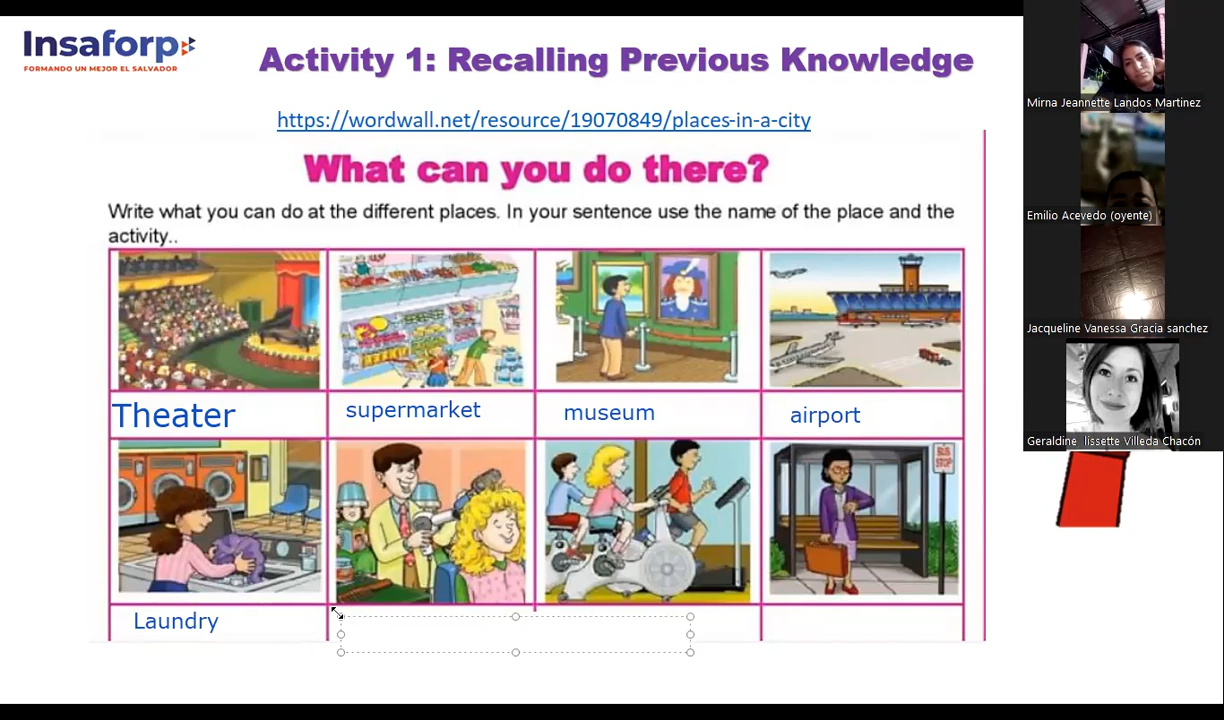 Insaforp
FORMANDO UN MEJOR EL SALVADOR
Activity 1: Recalling Previous Knowledge
https://wordwall.net/resource/19070849/places-in-a-city
What can you do there?
Write what you can do at the different places. In your sentence use the name of the place and the
activity..
Theater
supermarket
museum
airport
BUS
STOP
Laundry
Mirna Jeannette Landos Martinez
Emilio Acevedo (oyente)
Jacqueline Vanessa Gracia sanchez
Geraldine lissette Villeda Chacón